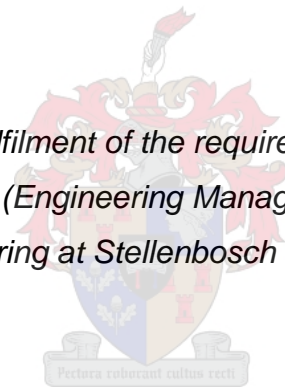 lfilment of the require
(Engineering Manag
ring at Stellenbosch
Pectora roborant cultus recti